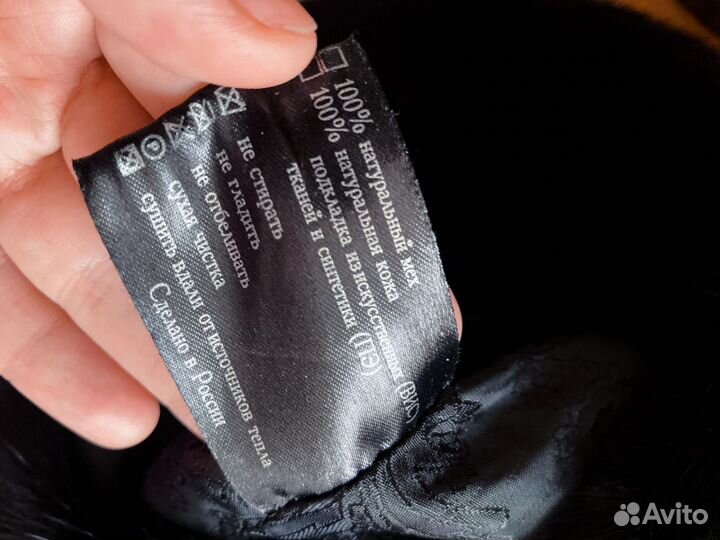 100% натуральный мех
100% натуральная кожа
подкладка из искусственных (ВИС)
тканей и синтетики (ПЭ)
не стирать
не гладить
не отбеливать
сухая чистка
сушить вдали от источников тепла
Сделано в России
Avito